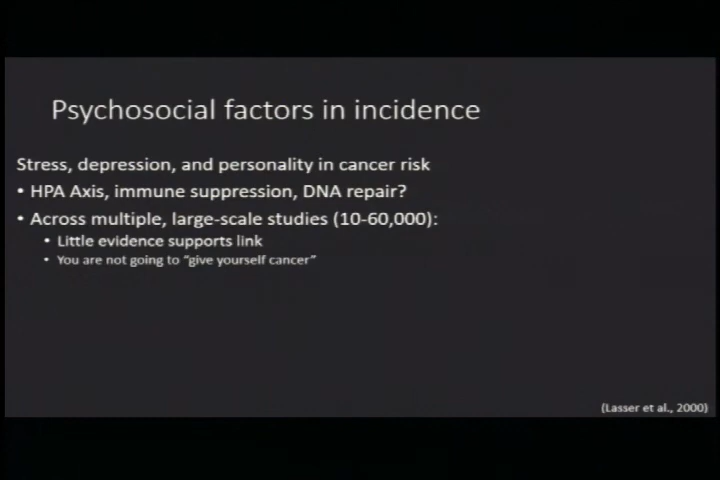 Psychosocial factors in incidence
Stress, depression, and personality in cancer risk
• HPA Axis, immune suppression, DNA repair?
• Across multiple, large-scale studies (10-60,000):
• Little evidence supports link
• You are not going to "give yourself cancer"
(Lasser et al., 2000)